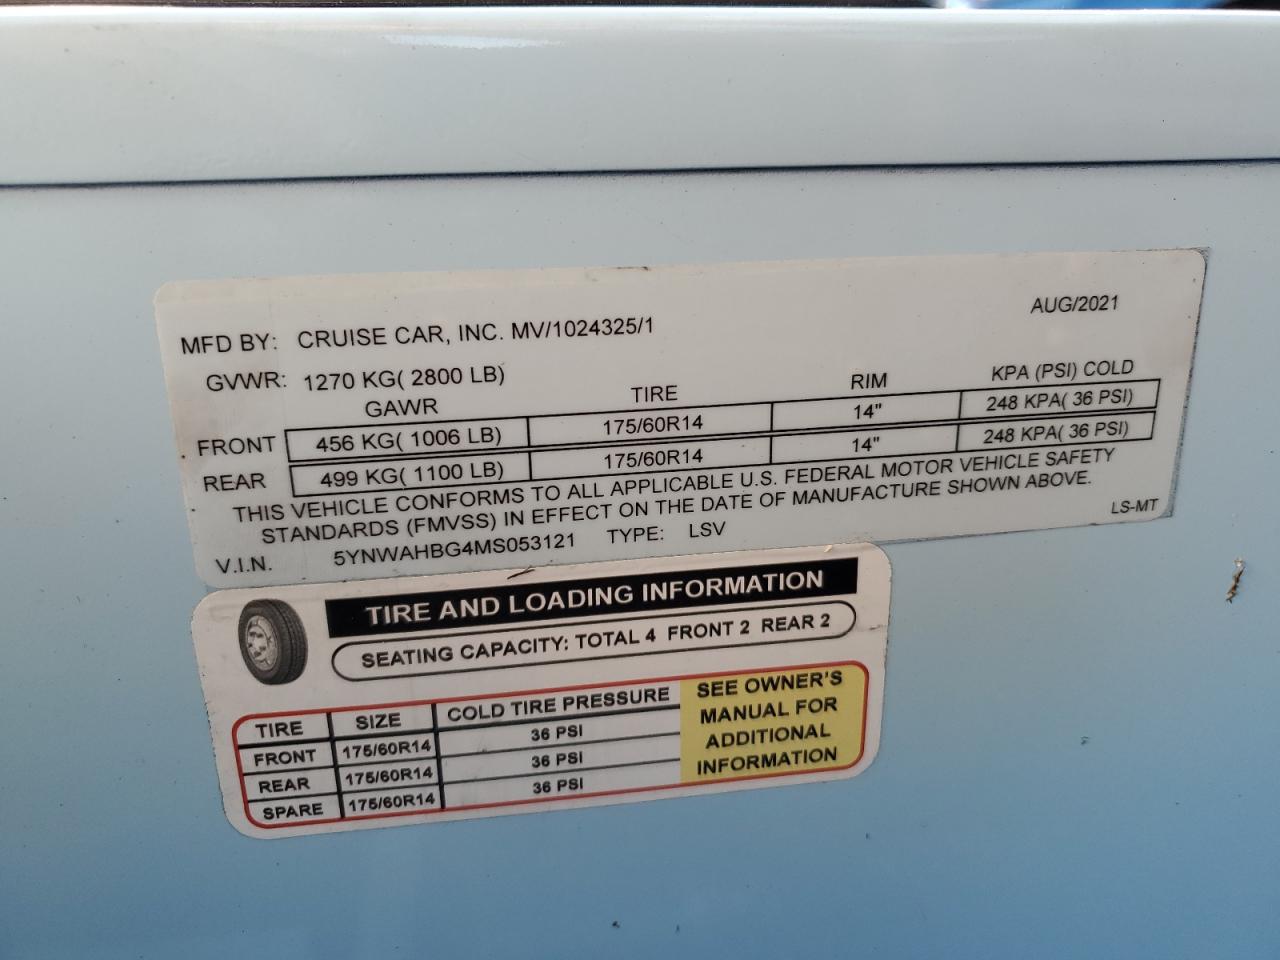 AUG/2021
MFD BY: CRUISE CAR, INC. MV/1024325/1
GVWR: 1270 KG( 2800 LB)
GAWR TIRE RIM KPA (PSI) COLD
FRONT 456 KG( 1006 LB) 175/60R14 14" 248 KPA( 36 PSI)
REAR 499 KG( 1100 LB) 175/60R14 14" 248 KPA( 36 PSI)
THIS VEHICLE CONFORMS TO ALL APPLICABLE U.S. FEDERAL MOTOR VEHICLE SAFETY
STANDARDS (FMVSS) IN EFFECT ON THE DATE OF MANUFACTURE SHOWN ABOVE.
V.I.N. 5YNWAHBG4MS053121 TYPE: LSV LS-MT
TIRE AND LOADING INFORMATION
SEATING CAPACITY: TOTAL 4 FRONT 2 REAR 2
TIRE SIZE COLD TIRE PRESSURE
FRONT 175/60R14 36 PSI
REAR 175/60R14 36 PSI
SPARE 175/60R14 36 PSI
SEE OWNER'S
MANUAL FOR
ADDITIONAL
INFORMATION